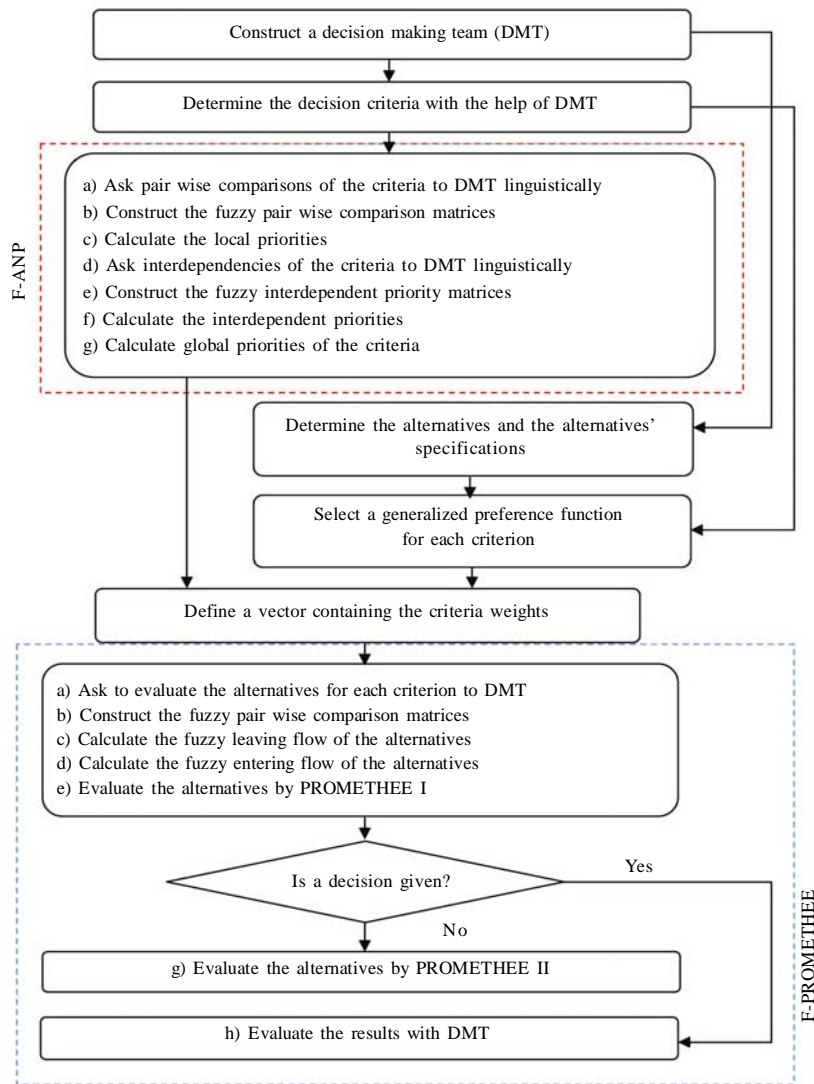 Construct a decision making team (DMT)
Determine the decision criteria with the help of DMT
F-ANP
a) Ask pair wise comparisons of the criteria to DMT linguistically
b) Construct the fuzzy pair wise comparison matrices
c) Calculate the local priorities
d) Ask interdependencies of the criteria to DMT linguistically
e) Construct the fuzzy interdependent priority matrices
f) Calculate the interdependent priorities
g) Calculate global priorities of the criteria
Determine the alternatives and the alternatives’
specifications
Select a generalized preference function
for each criterion
Define a vector containing the criteria weights
a) Ask to evaluate the alternatives for each criterion to DMT
b) Construct the fuzzy pair wise comparison matrices
c) Calculate the fuzzy leaving flow of the alternatives
d) Calculate the fuzzy entering flow of the alternatives
e) Evaluate the alternatives by PROMETHEE I
Is a decision given?
Yes
No
g) Evaluate the alternatives by PROMETHEE II
h) Evaluate the results with DMT
F-PROMETHEE